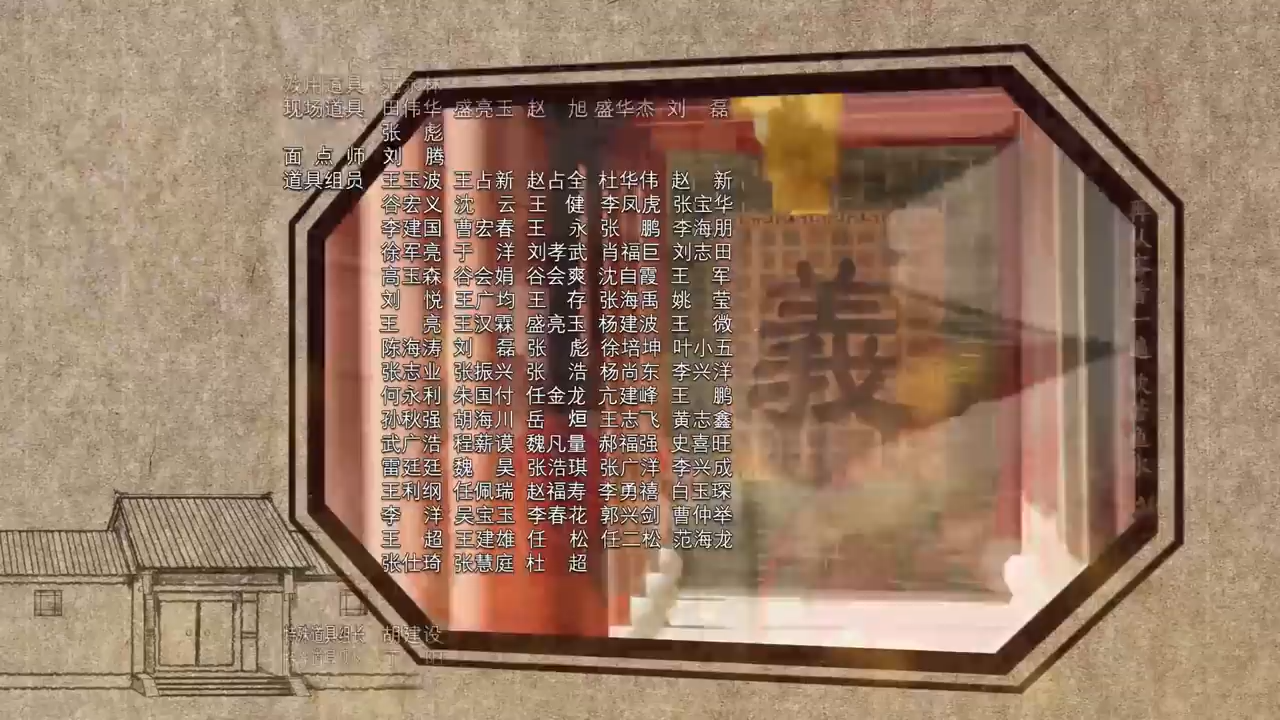 现场道具 田伟华 盛亮玉 赵 旭 盛华杰 刘 磊
张 彪
面点师 刘 腾
道具组员 王玉波 王占新 赵占全 杜华伟 赵 新
谷宏义 沈 云 王 健 李凤虎 张宝华
李建国 曹宏春 王 永 张 鹏 李海朋
徐军亮 于 洋 刘孝武 肖福巨 刘志田
高玉森 谷会娟 谷会爽 沈自霞 王 军
刘 悦 王广均 王 存 张海禹 姚 莹
王 亮 王汉霖 盛亮玉 杨建波 王 微
陈海涛 刘 磊 张 彪 徐培坤 叶小五
张志业 张振兴 张 浩 杨尚东 李兴洋
何永利 朱国付 任金龙 亢建峰 王 鹏
孙秋强 胡海川 岳 烜 王志飞 黄志鑫
武广浩 程薪谟 魏凡量 郝福强 史喜旺
雷廷廷 魏 昊 张浩琪 张广洋 李兴成
王利纲 任佩瑞 赵福寿 李勇禧 白玉琛
李 洋 吴宝玉 李春花 郭兴剑 曹仲举
王 超 王建雄 任 松 任二松 范海龙
张仕琦 张慧庭 杜 超
特殊道具组长 胡建设
義